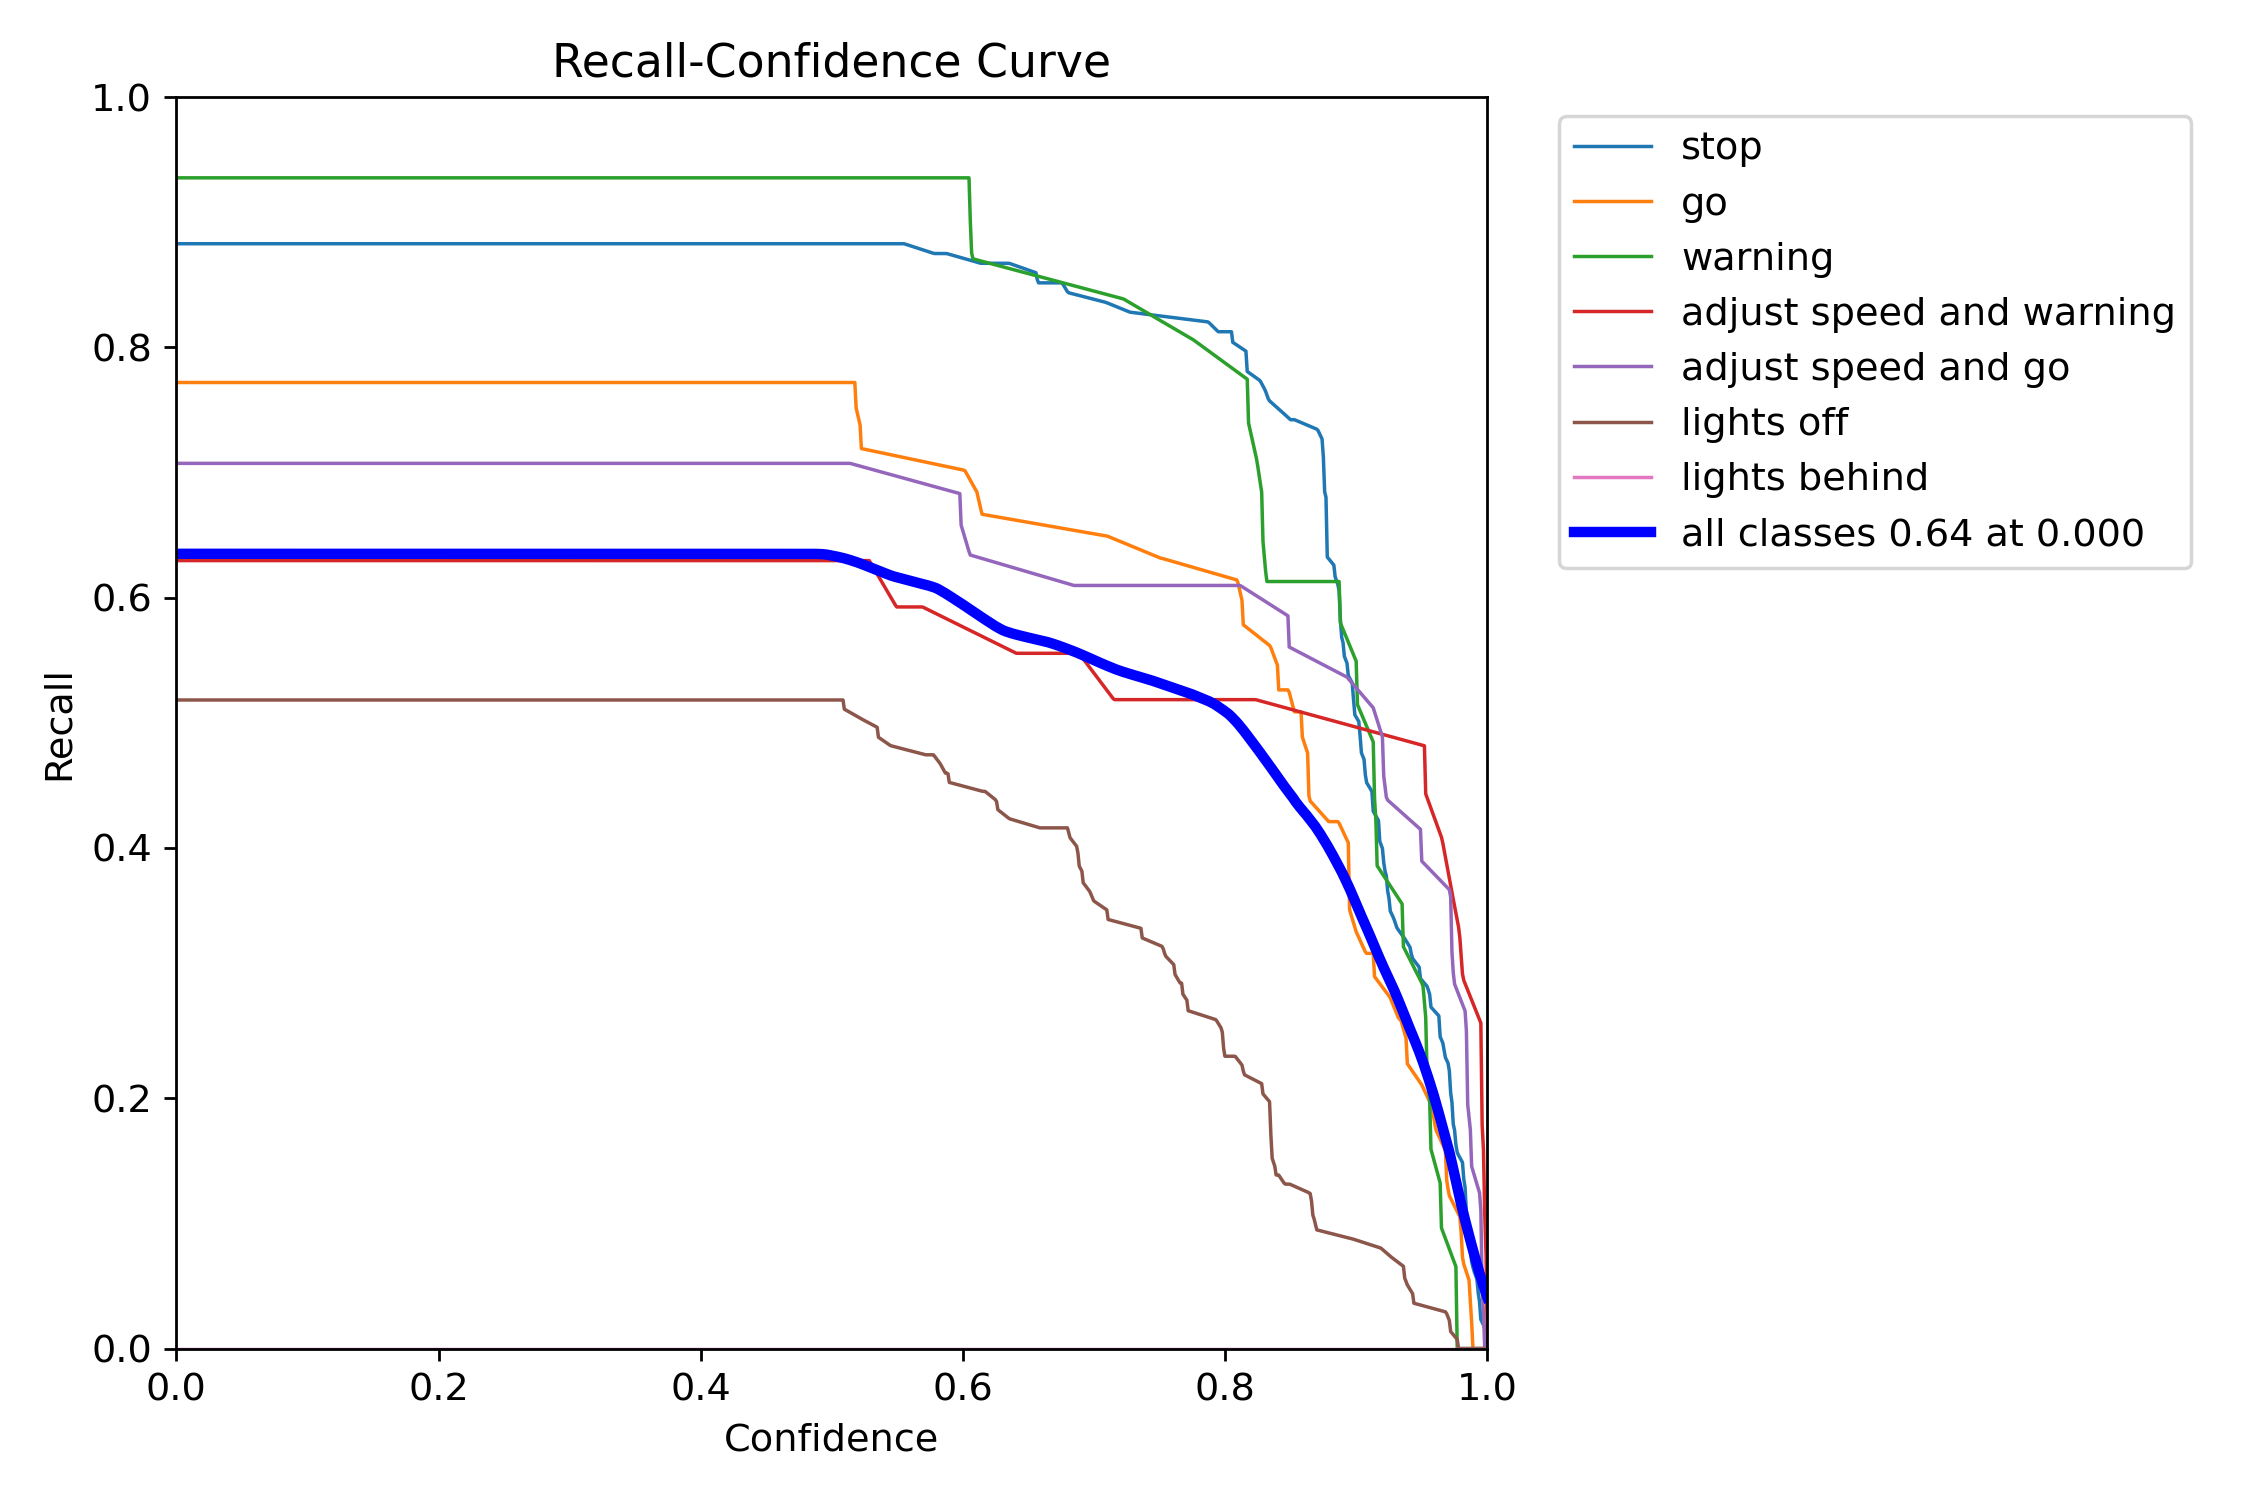 Recall-Confidence Curve
1.0
0.8
0.6
0.4
0.2
0.0
Recall
0.0 0.2 0.4 0.6 0.8 1.0
Confidence
stop
go
warning
adjust speed and warning
adjust speed and go
lights off
lights behind
all classes 0.64 at 0.000